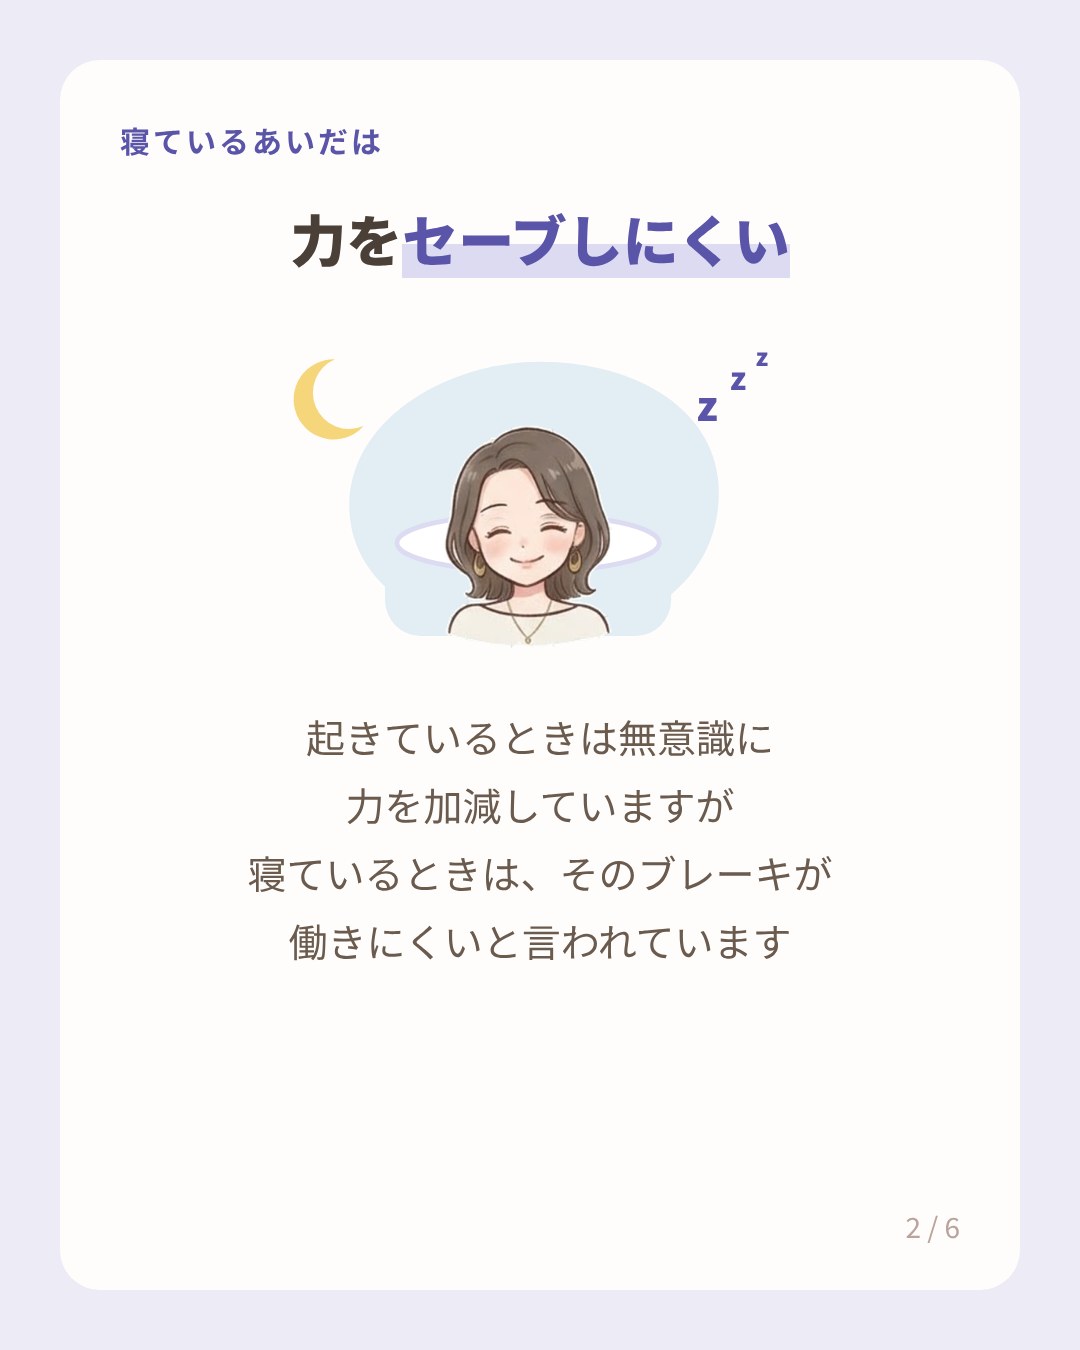 寝ているあいだは
力をセーブしにくい
z
z
z
起きているときは無意識に
力を加減していますが
寝ているときは、そのブレーキが
働きにくいと言われています
2 / 6